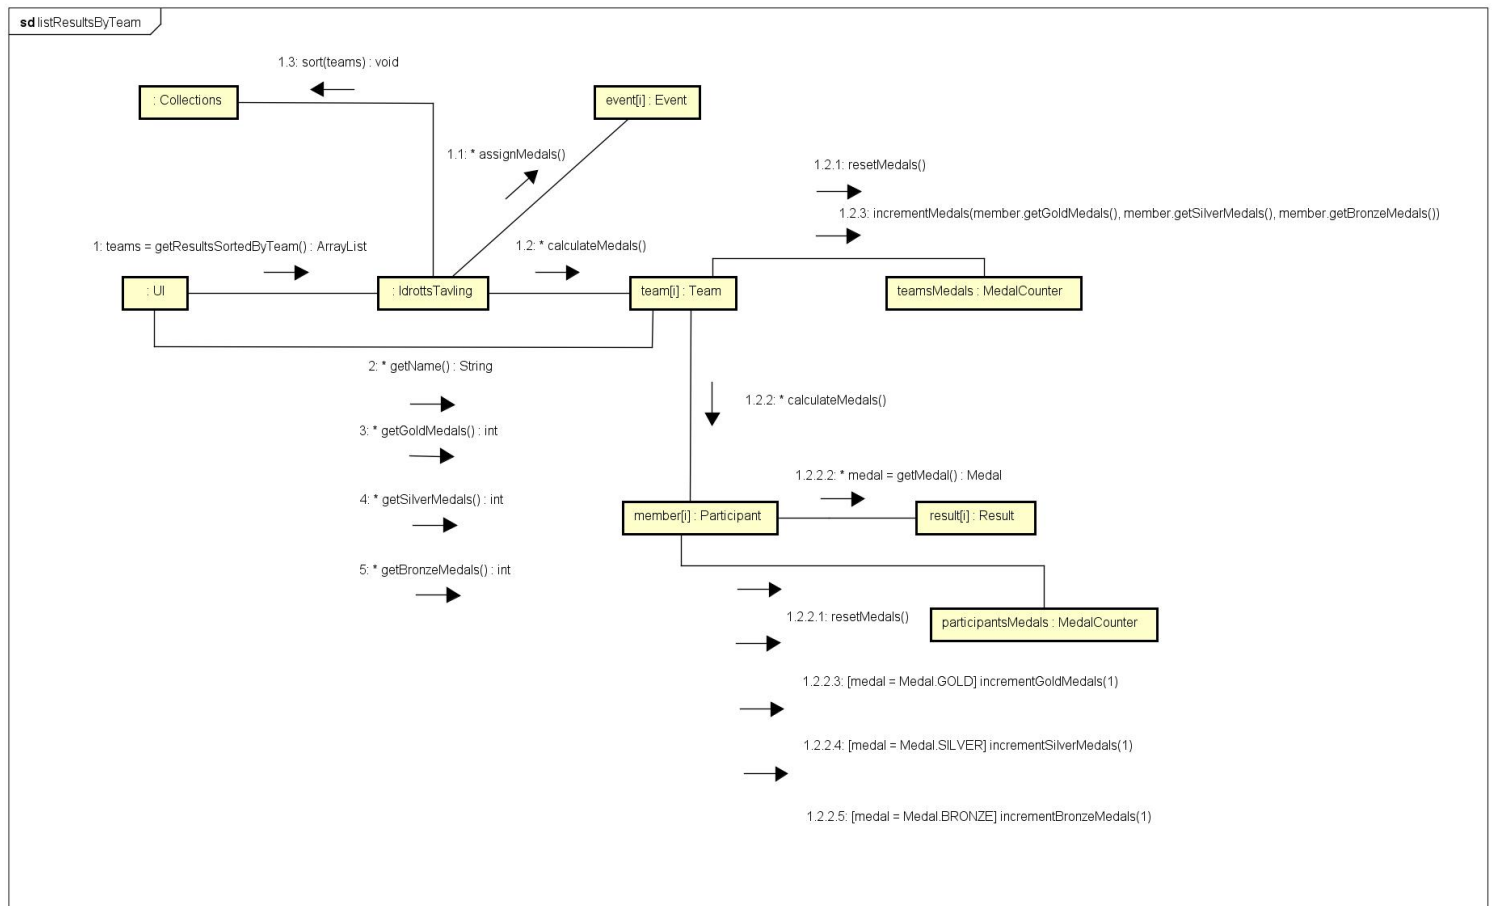 sd listResultsByTeam
1.3: sort(teams) : void
: Collections
event[i] : Event
1.1: * assignMedals()
1.2.1: resetMedals()
1.2.3: incrementMedals(member.getGoldMedals(), member.getSilverMedals(), member.getBronzeMedals())
1: teams = getResultsSortedByTeam() : ArrayList
1.2: * calculateMedals()
: UI
: IdrottsTavling
team[i] : Team
teamsMedals : MedalCounter
2: * getName() : String
1.2.2: * calculateMedals()
3: * getGoldMedals() : int
1.2.2.2: * medal = getMedal() : Medal
4: * getSilverMedals() : int
member[i] : Participant
result[i] : Result
5: * getBronzeMedals() : int
1.2.2.1: resetMedals()
participantsMedals : MedalCounter
1.2.2.3: [medal = Medal.GOLD] incrementGoldMedals(1)
1.2.2.4: [medal = Medal.SILVER] incrementSilverMedals(1)
1.2.2.5: [medal = Medal.BRONZE] incrementBronzeMedals(1)